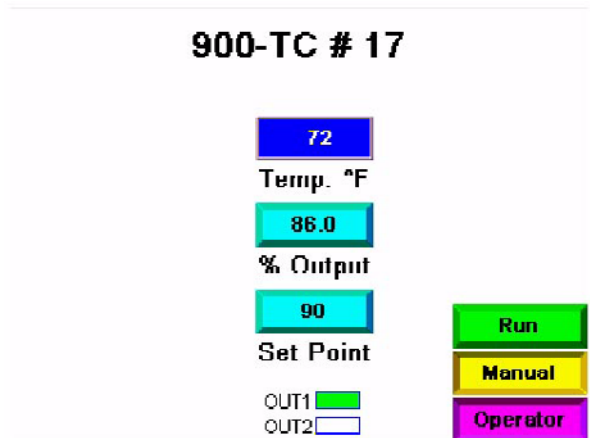 900-TC # 17
72
Temp. °F
86.0
% Output
90
Set Point
Run
Manual
OUT1
OUT2
Operator